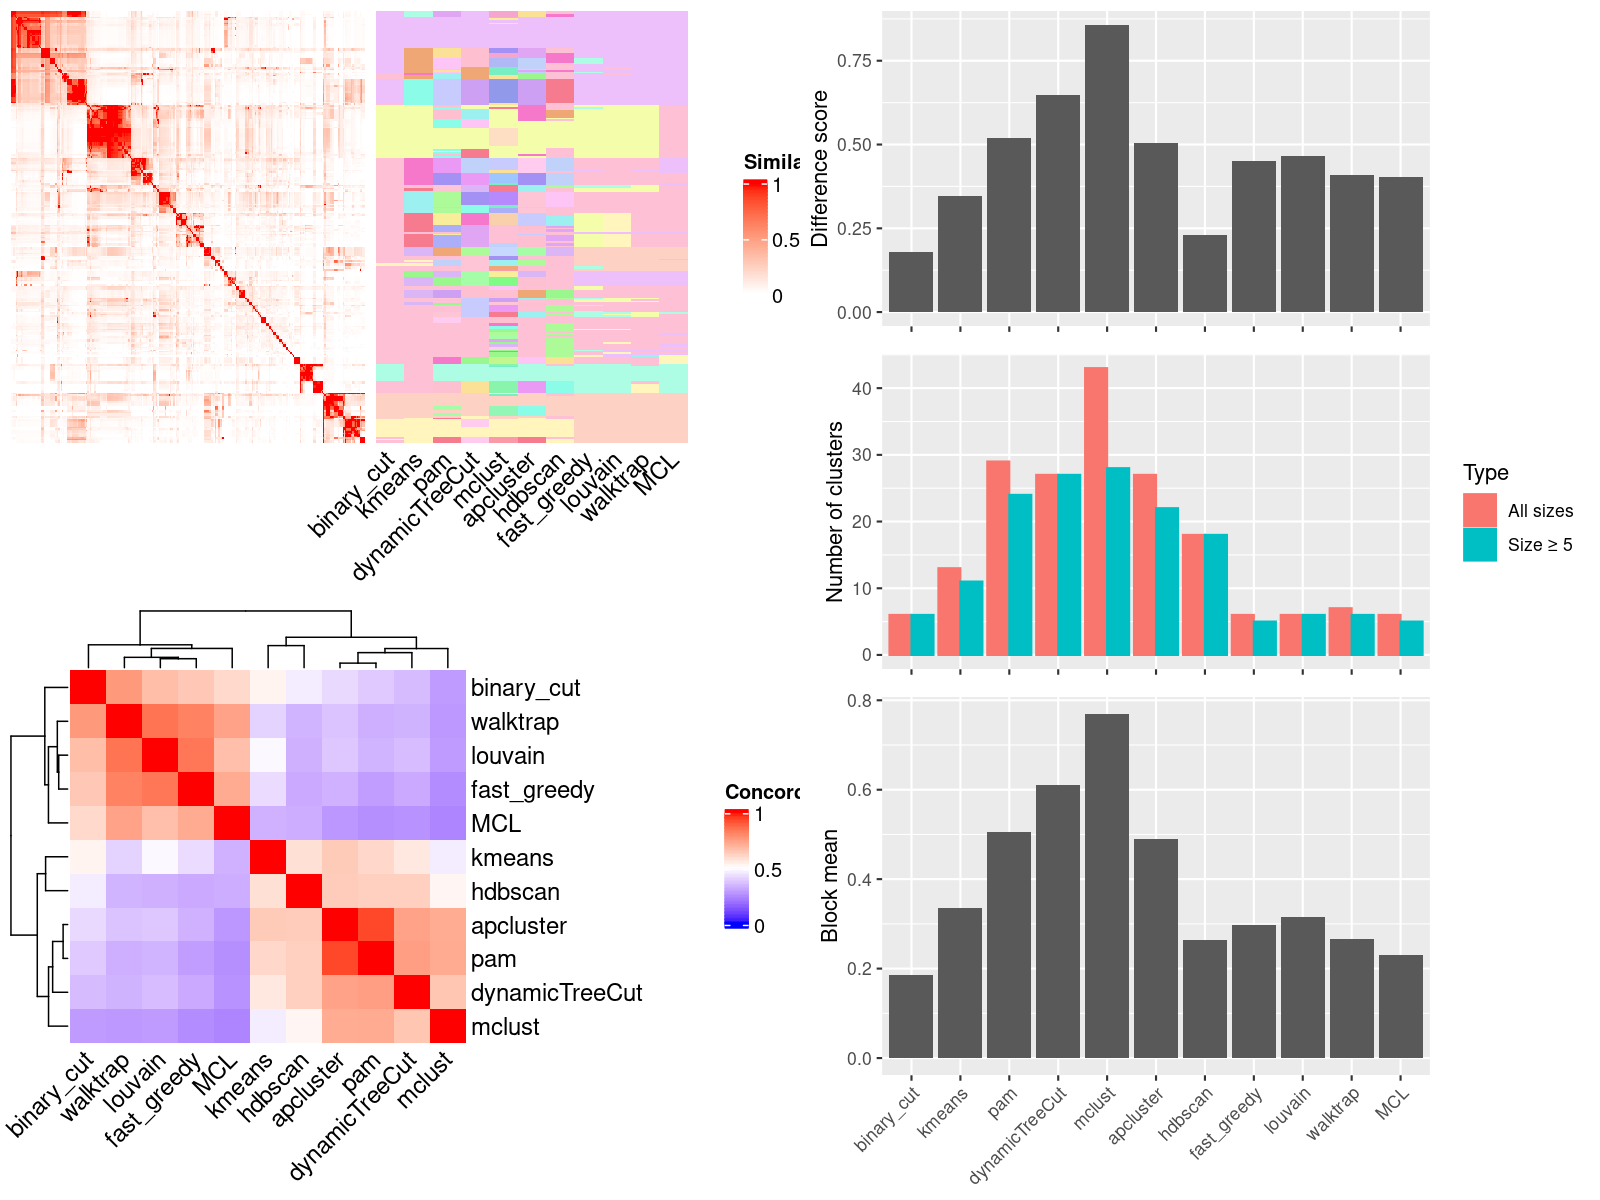 Simila
1
0.5
0
binary_cut
kmeans
pam
dynamicTreeCut
mclust
apcluster
hdbscan
fast_greedy
louvain
walktrap
MCL
Difference score
0.75
0.50
0.25
0.00
Number of clusters
40
30
20
10
0
Type
All sizes
Size ≥ 5
Block mean
0.8
0.6
0.4
0.2
0.0
binary_cut
kmeans
pam
dynamicTreeCut
mclust
apcluster
hdbscan
fast_greedy
louvain
walktrap
MCL
binary_cut
walktrap
louvain
fast_greedy
MCL
kmeans
hdbscan
apcluster
pam
dynamicTreeCut
mclust
Concord
1
0.5
0
binary_cut
walktrap
louvain
fast_greedy
MCL
kmeans
hdbscan
apcluster
pam
dynamicTreeCut
mclust